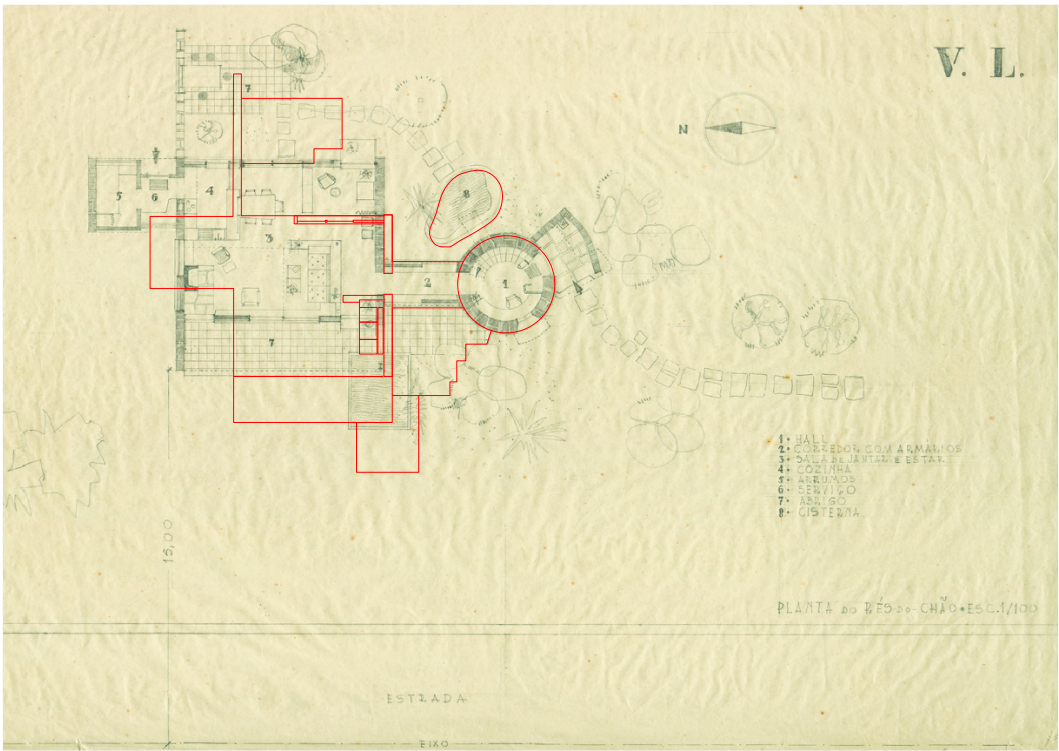 V. L.
N
7
5
6
4
8
3
2
1
7
1• HALL
2• CORREDOR COM ARMARIOS
3• SALA DE JANTAR E ESTAR
4• COZINHA
5• ARRUMOS
6• SERVIÇO
7• ABRIGO
8• CISTERNA
15,00
PLANTA DO RÉS-DO-CHÃO•ESC.1/100
ESTRADA
EIXO